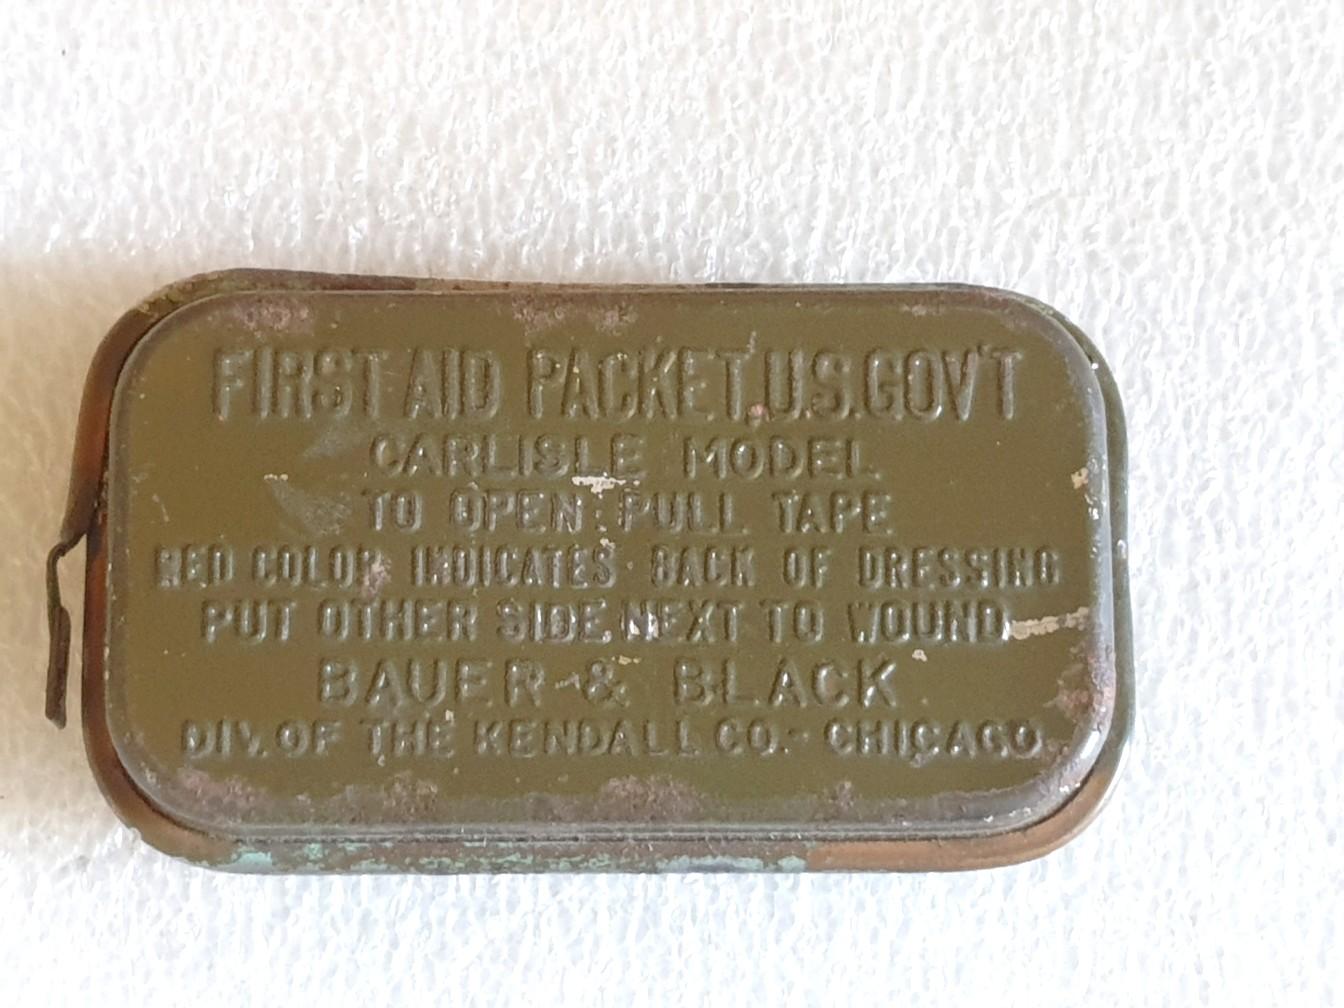 FIRST AID PACKET, U.S. GOV'T
CARLISLE MODEL
TO OPEN PULL TAPE
RED COLOR INDICATES BACK OF DRESSING
PUT OTHER SIDE NEXT TO WOUND
BAUER & BLACK
DIV. OF THE KENDALL CO. - CHICAGO